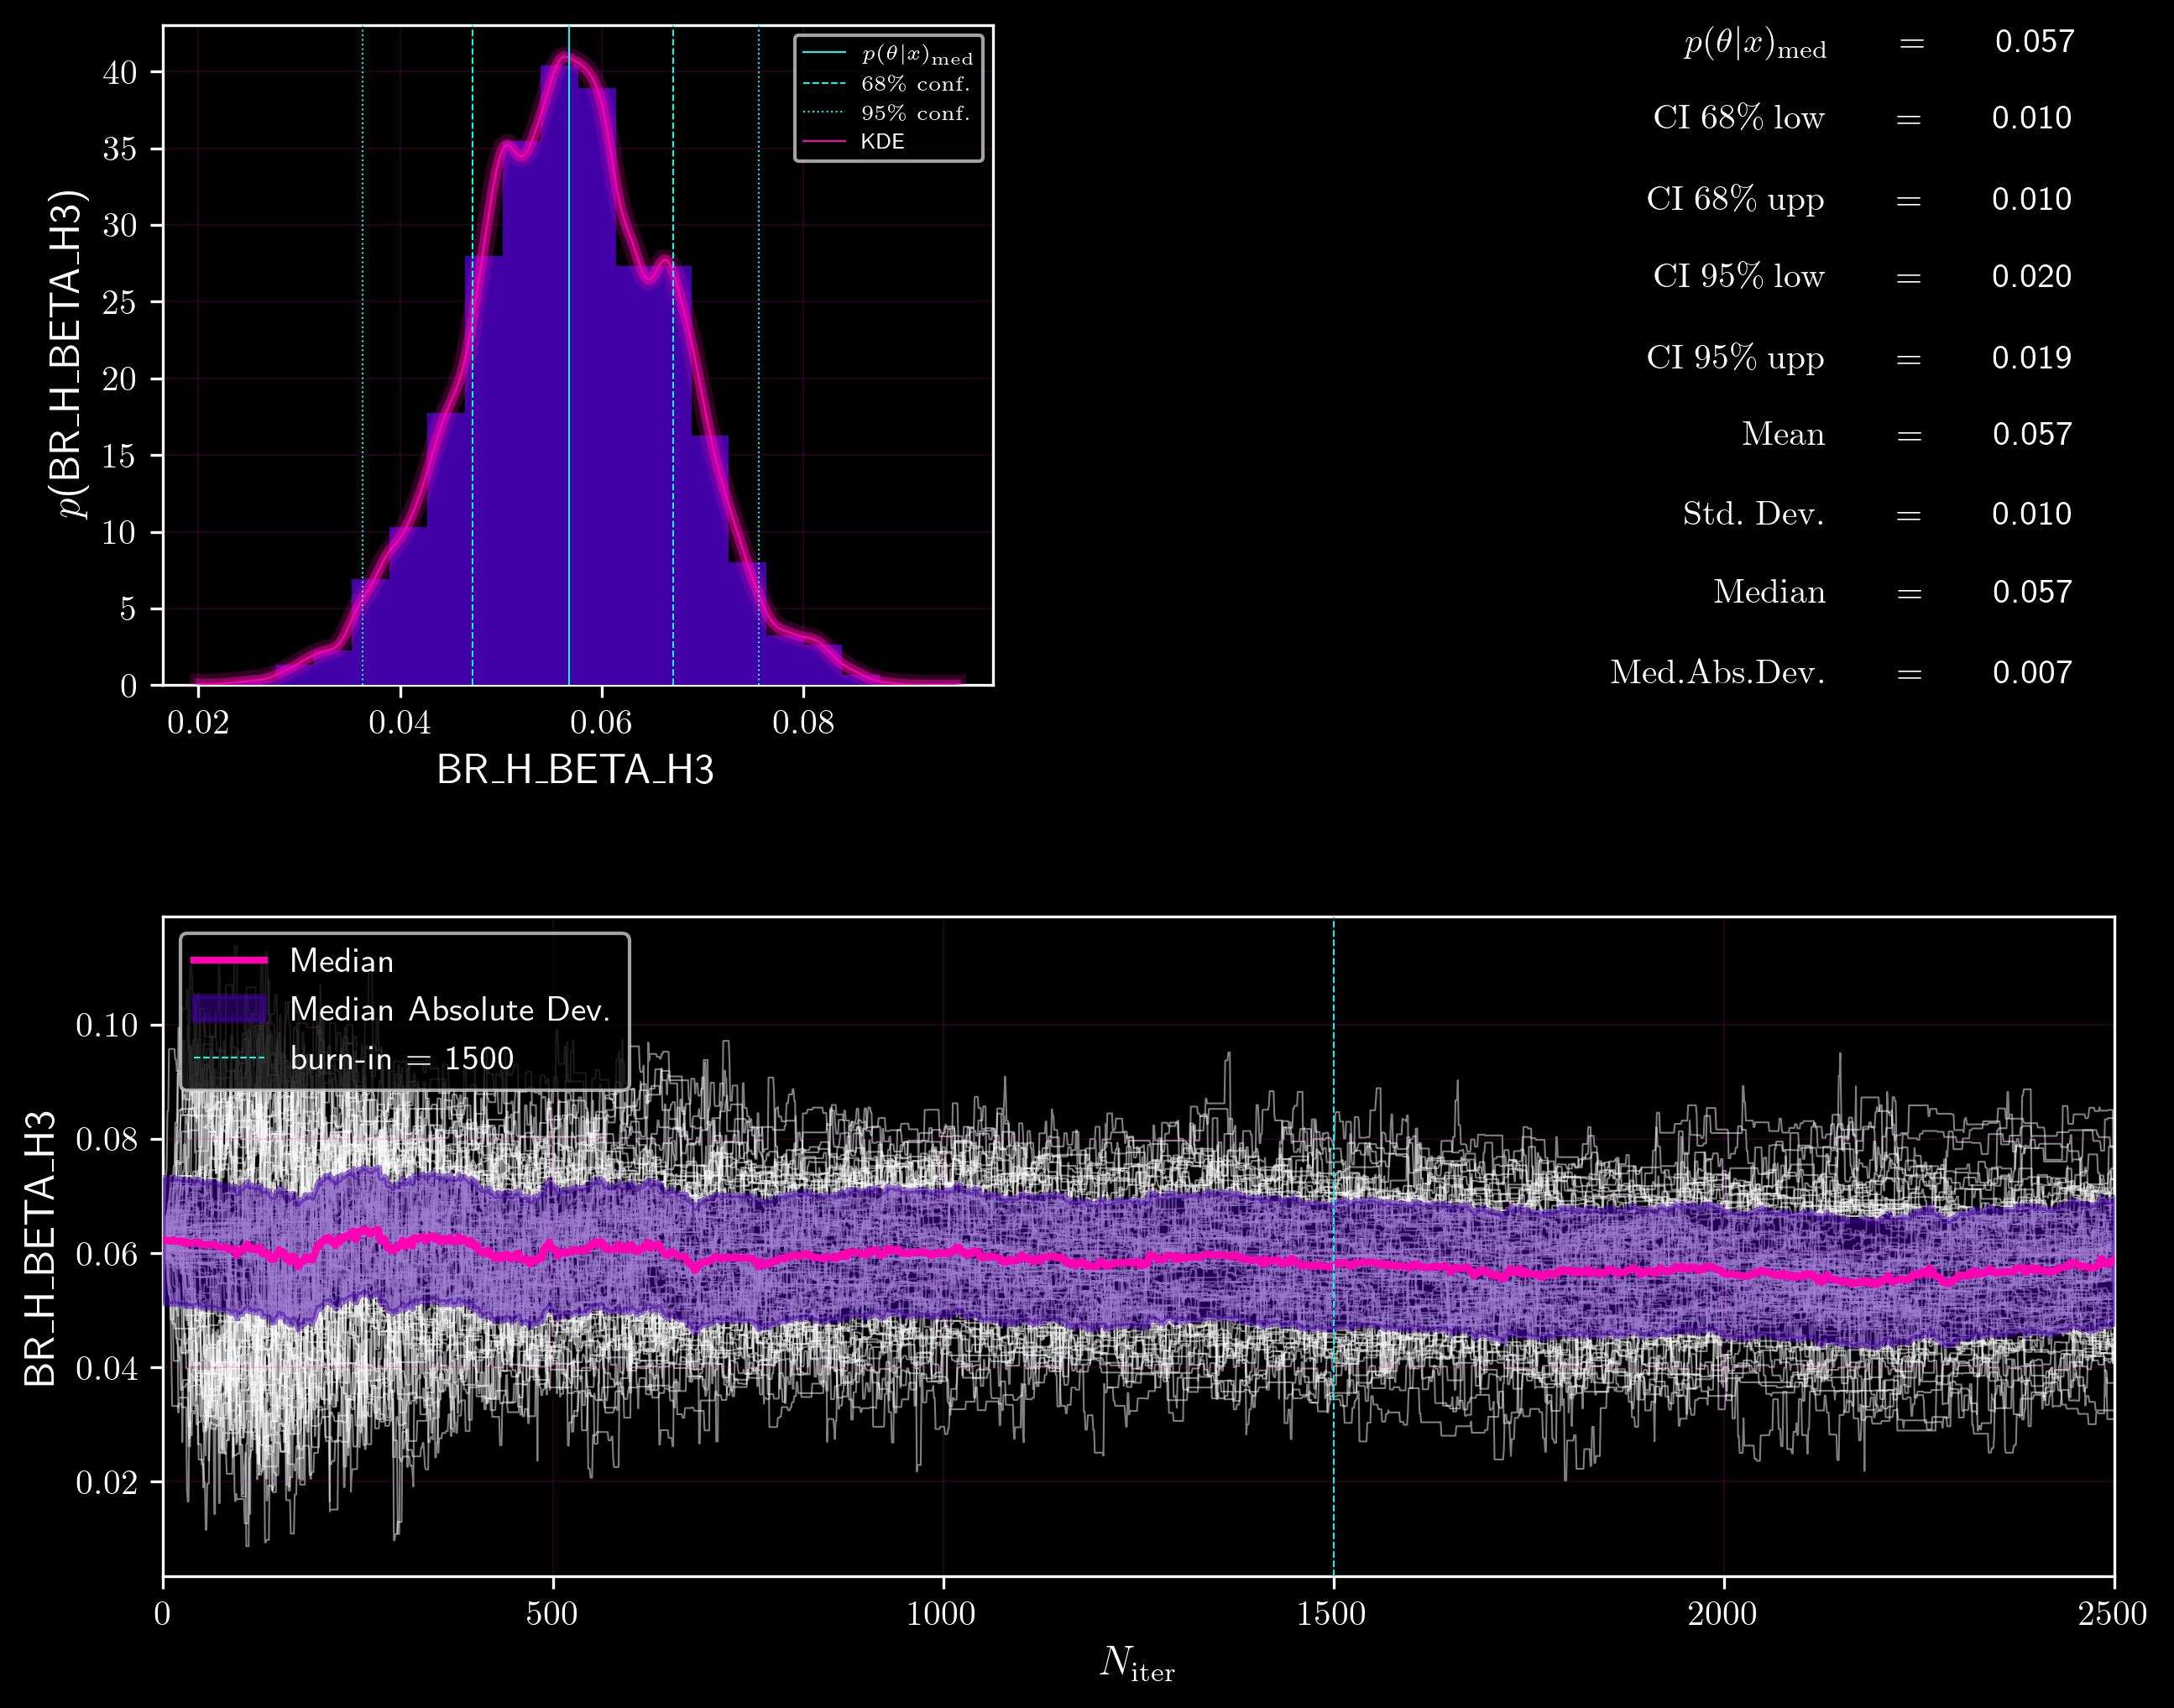 p(BR_H_BETA_H3)
40
35
30
25
20
15
10
5
0
0.02 0.04 0.06 0.08
BR_H_BETA_H3
p(θ|x)med
68% conf.
95% conf.
KDE
p(θ|x)med = 0.057
CI 68% low = 0.010
CI 68% upp = 0.010
CI 95% low = 0.020
CI 95% upp = 0.019
Mean = 0.057
Std. Dev. = 0.010
Median = 0.057
Med.Abs.Dev. = 0.007
BR_H_BETA_H3
0.10
0.08
0.06
0.04
0.02
Median
Median Absolute Dev.
burn-in = 1500
0 500 1000 1500 2000 2500
Niter